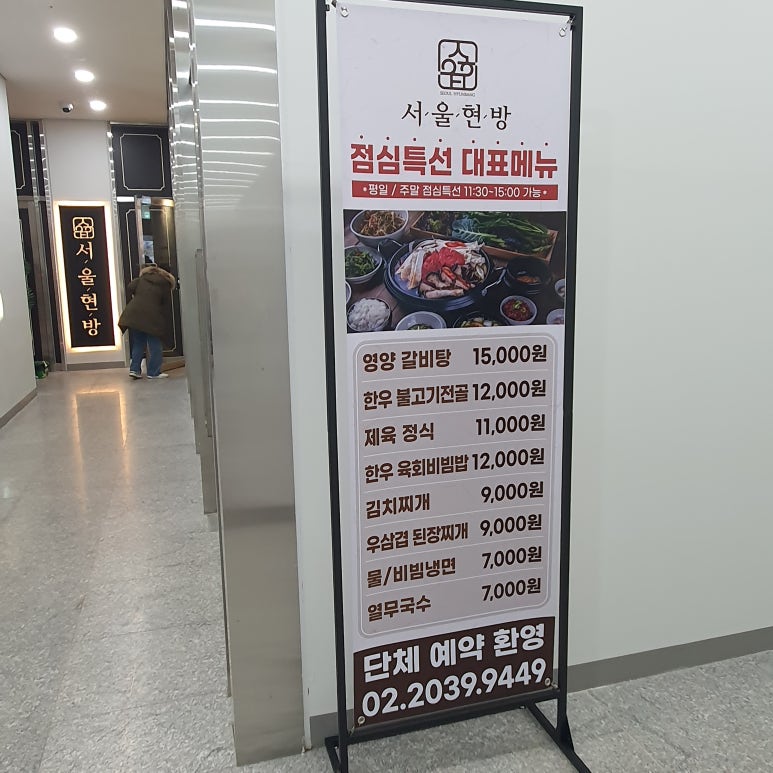 SEOUL HYUNBANG
서울현방
점심특선 대표메뉴
•평일 / 주말 점심특선 11:30~15:00 가능•
영양 갈비탕 15,000원
한우 불고기전골 12,000원
제육 정식 11,000원
한우 육회비빔밥 12,000원
김치찌개 9,000원
우삼겹 된장찌개 9,000원
물/비빔냉면 7,000원
열무국수 7,000원
단체 예약 환영
02.2039.9449
서울현방